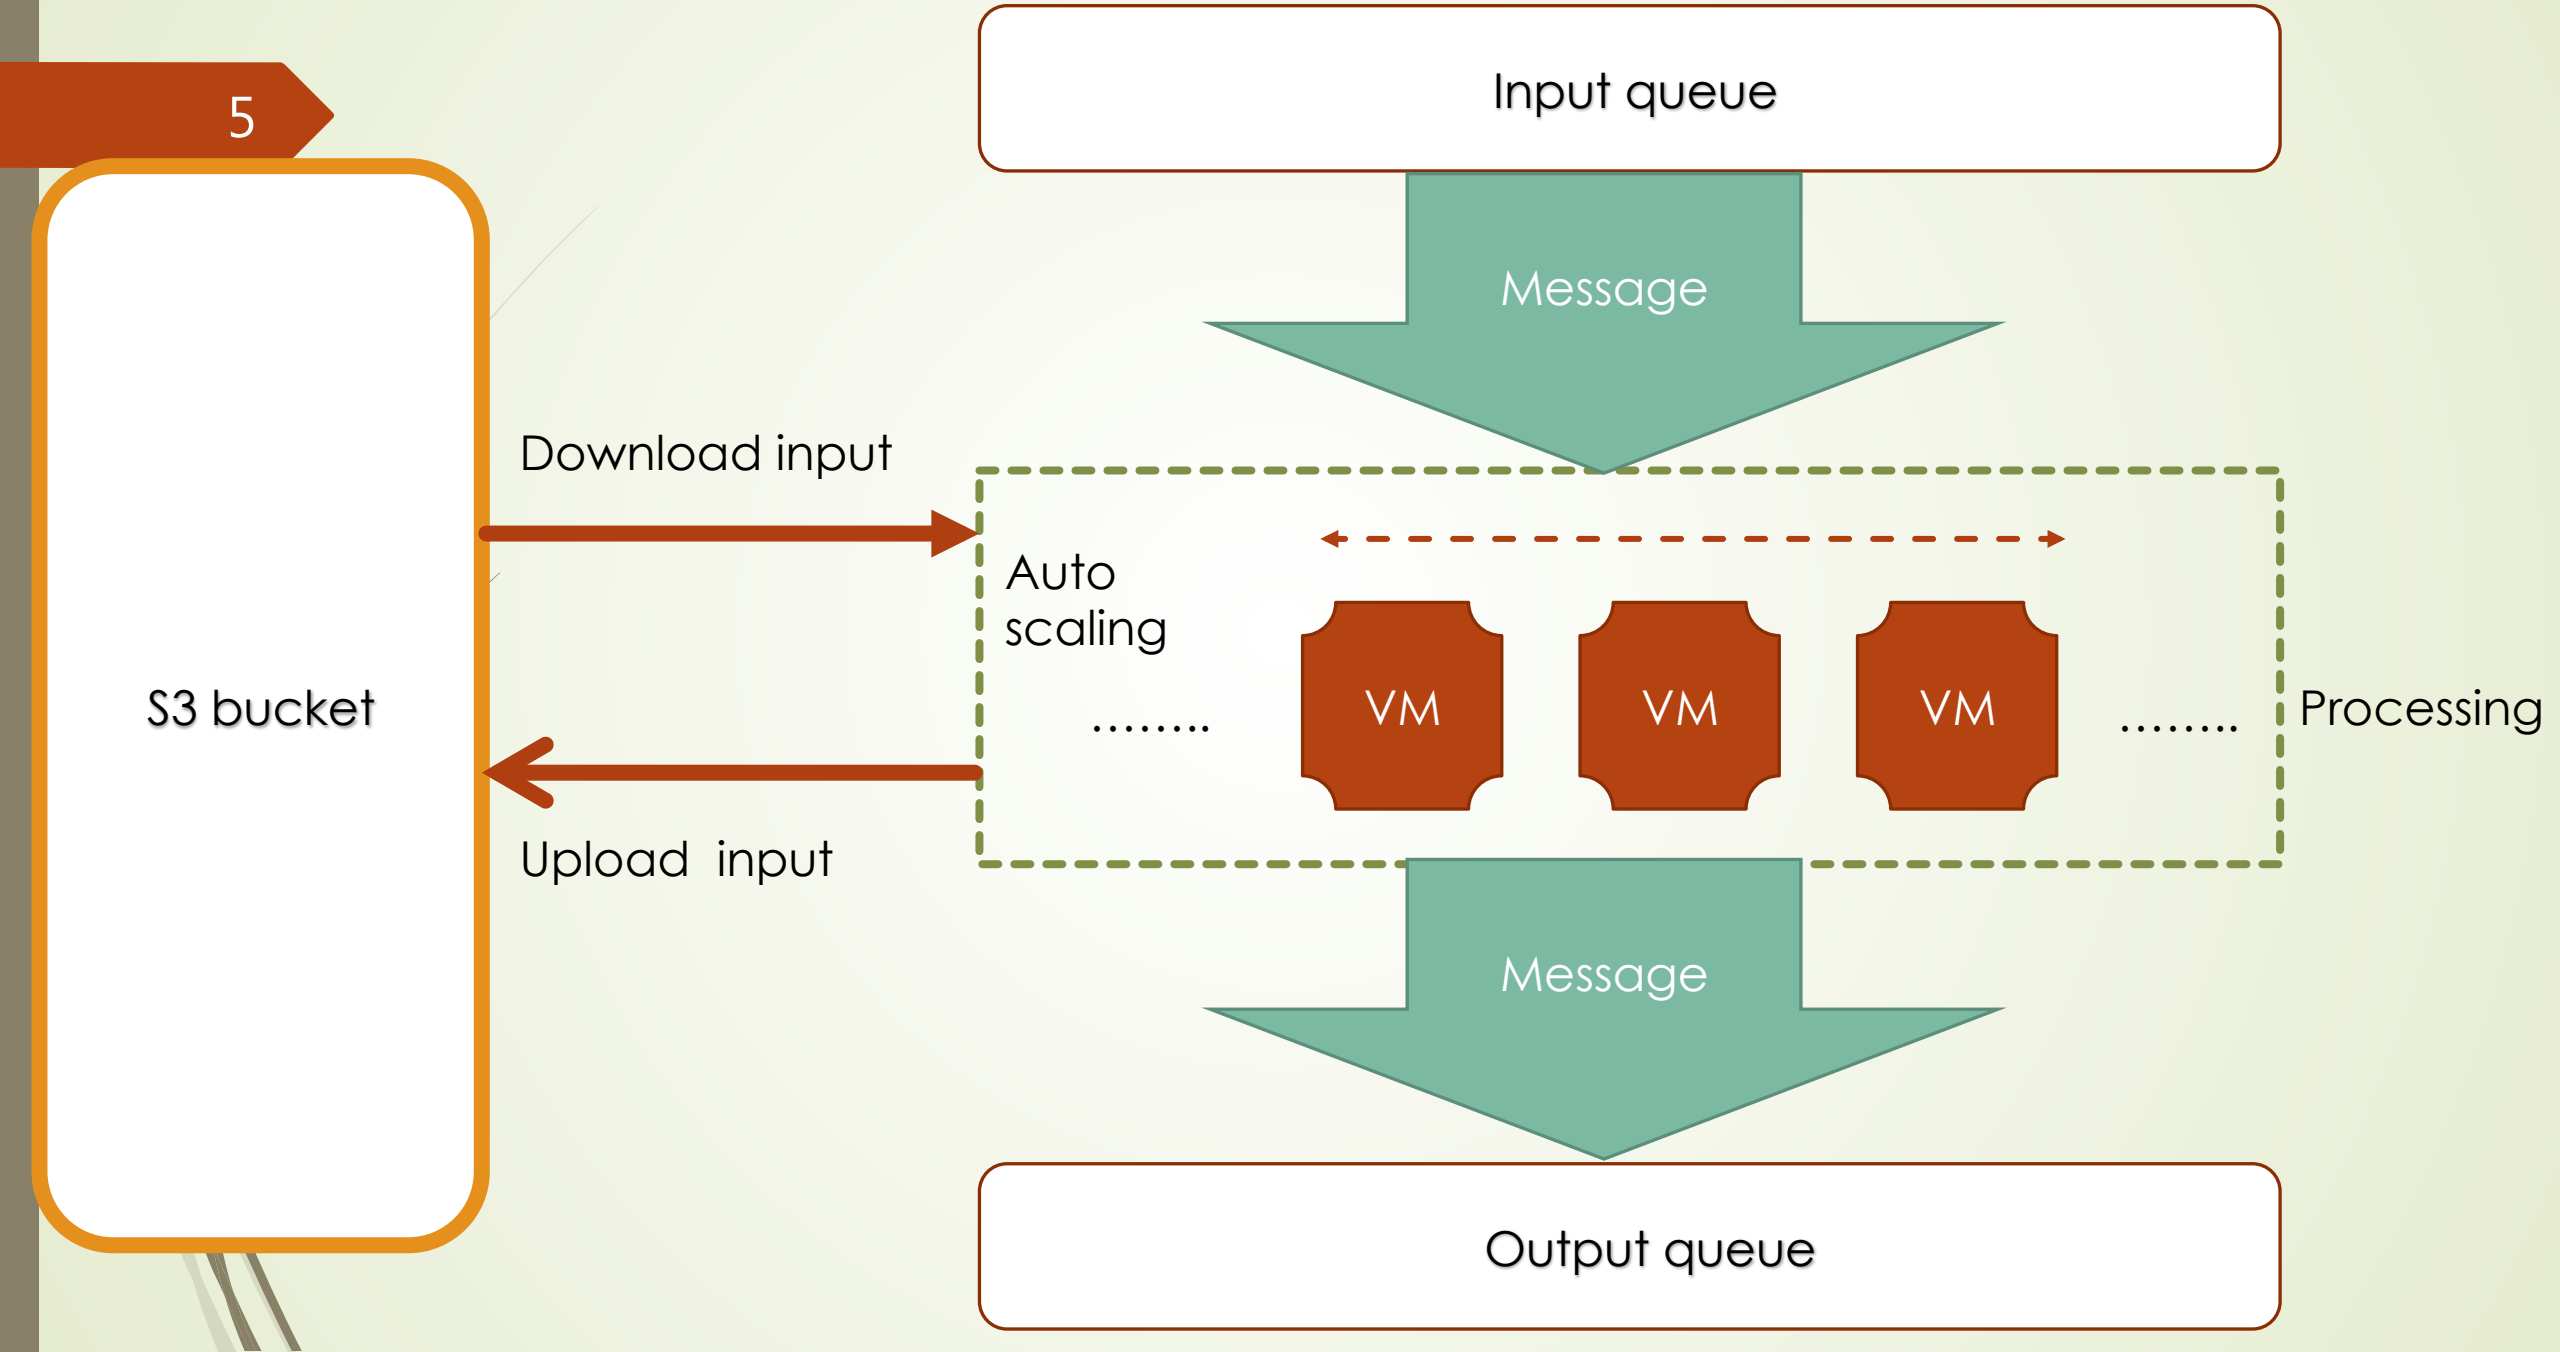 5
Input queue
Message
Download input
Auto
scaling
S3 bucket
........
VM
VM
VM
........
Processing
Upload  input
Message
Output queue